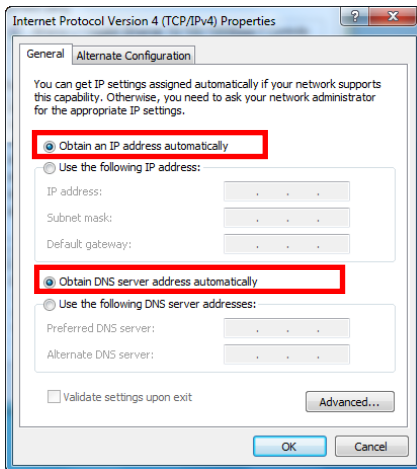 Internet Protocol Version 4 (TCP/IPv4) Properties
General
Alternate Configuration
You can get IP settings assigned automatically if your network supports
this capability. Otherwise, you need to ask your network administrator
for the appropriate IP settings.
Obtain an IP address automatically
Use the following IP address:
IP address:
Subnet mask:
Default gateway:
Obtain DNS server address automatically
Use the following DNS server addresses:
Preferred DNS server:
Alternate DNS server:
Validate settings upon exit
Advanced...
OK
Cancel